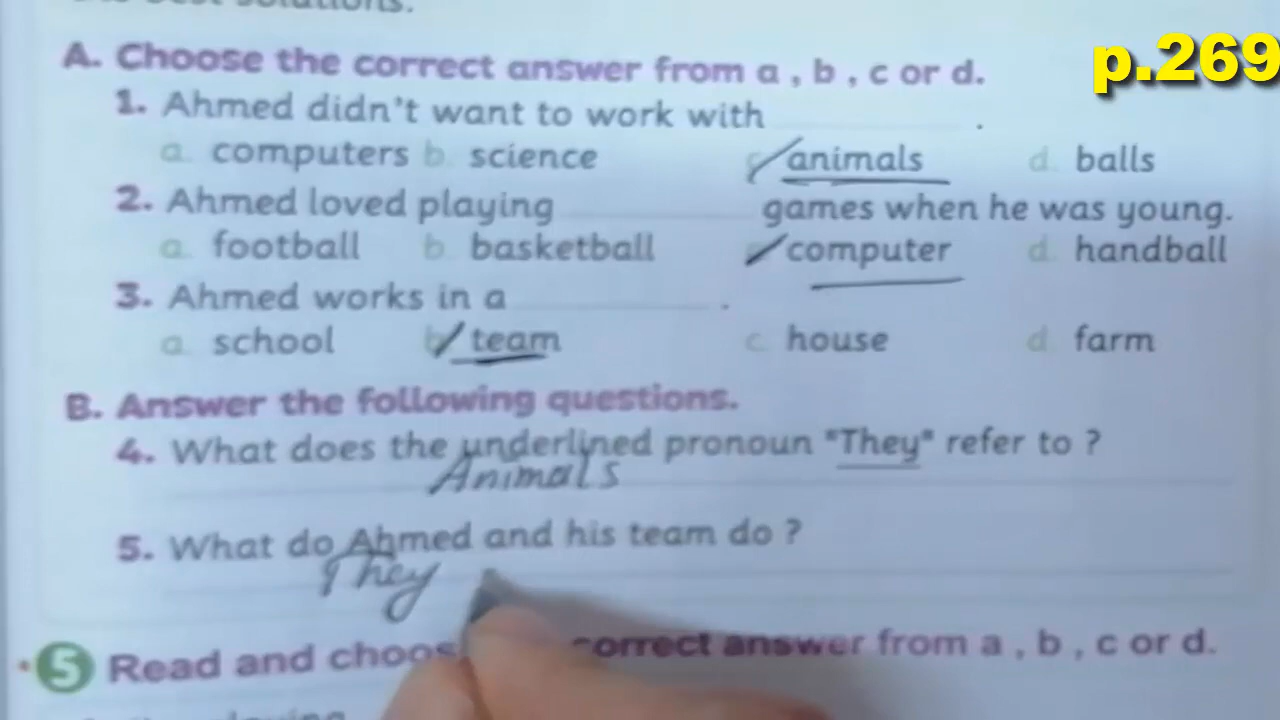 solutions.
A. Choose the correct answer from a , b , c or d.
p.269
1. Ahmed didn't want to work with .
a. computers b. science c. animals d. balls
2. Ahmed loved playing games when he was young.
a. football b. basketball computer d. handball
3. Ahmed works in a .
a. school b. team c. house d. farm
B. Answer the following questions.
4. What does the underlined pronoun "They" refer to ?
Animals
5. What do Ahmed and his team do ?
They
5 Read and choos correct answer from a , b , c or d.